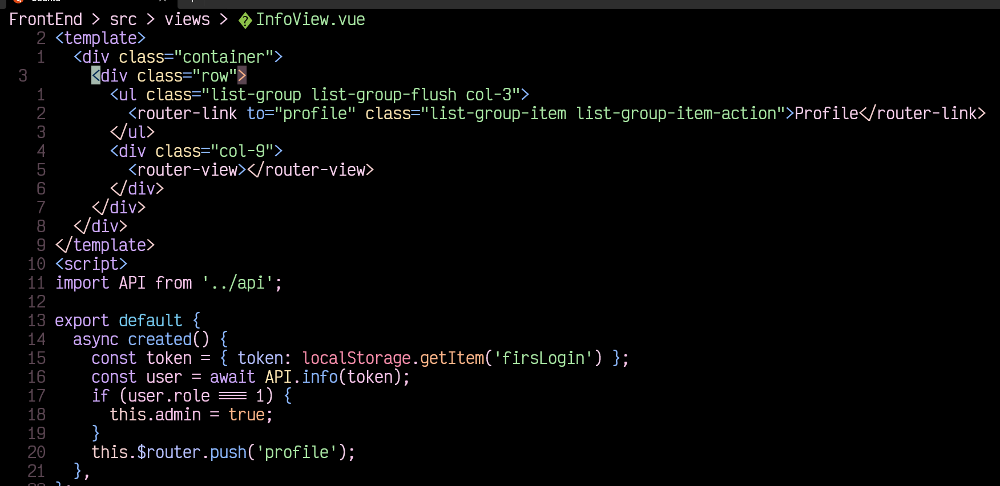 Ubuntu
FrontEnd > src > views > InfoView.vue
2 <template>
1 <div class="container">
3 <div class="row">
1 <ul class="list-group list-group-flush col-3">
2 <router-link to="profile" class="list-group-item list-group-item-action">Profile</router-link>
3 </ul>
4 <div class="col-9">
5 <router-view></router-view>
6 </div>
7 </div>
8 </div>
9 </template>
10 <script>
11 import API from '../api';
12
13 export default {
14 async created() {
15 const token = { token: localStorage.getItem('firsLogin') };
16 const user = await API.info(token);
17 if (user.role === 1) {
18 this.admin = true;
19 }
20 this.$router.push('profile');
21 },